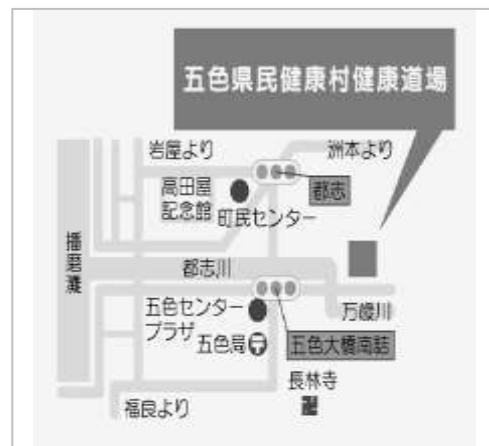 五色県民健康村健康道場
岩屋より
洲本より
高田屋
記念館
都志
町民センター
播磨灘
都志川
五色センター
プラザ
万歳川
五色局
五色大橋南詰
長林寺
福良より